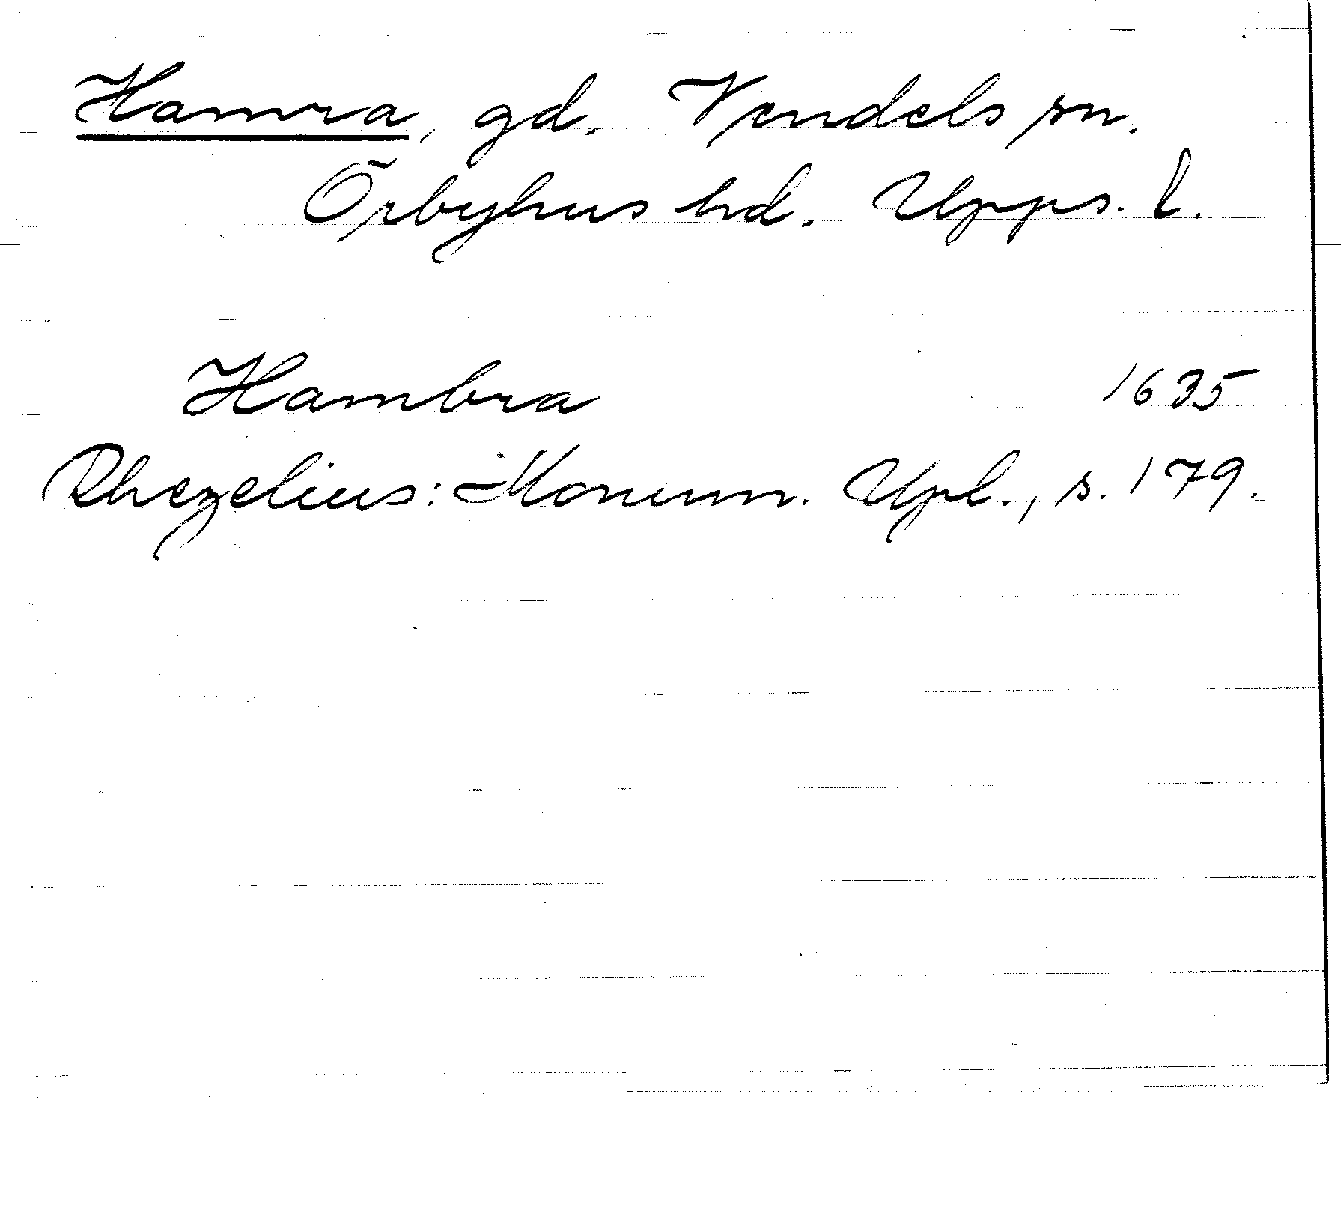 Hamra, gd. Vendels sn.
Örbyhus hd. Upps. l.
Hambra 1635
Rhezelius: Monum. Upl., s. 179.